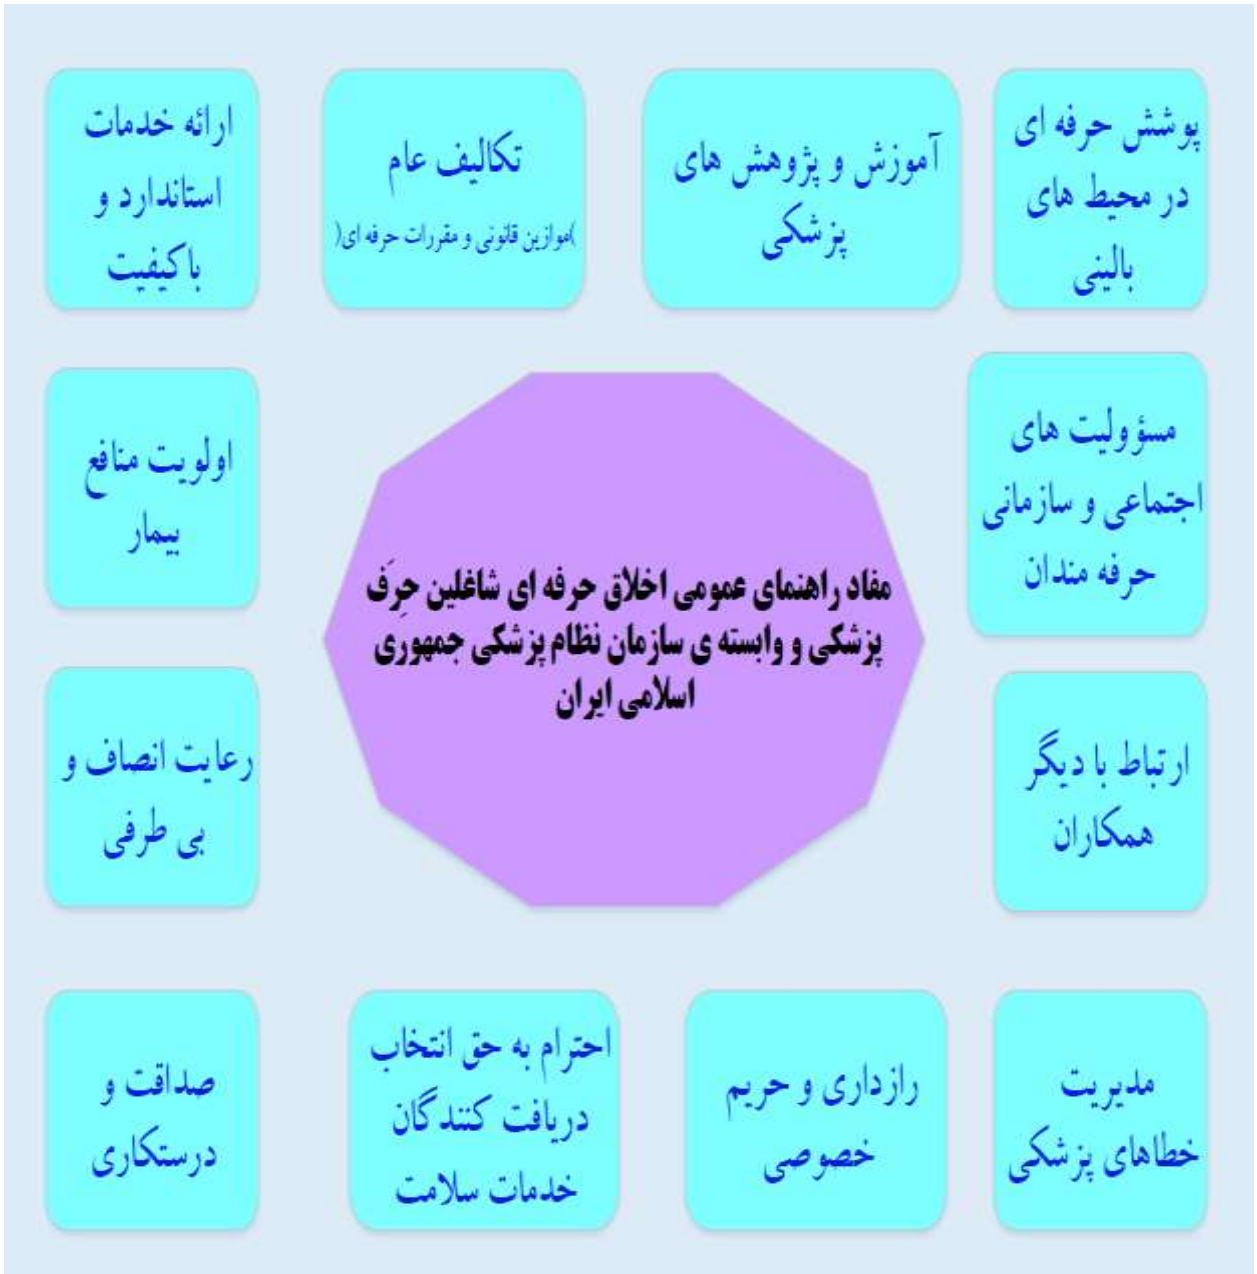 پوشش حرفه ای
در محیط های
بالینی
آموزش و پژوهش های
پزشکی
تکالیف عام
)موازین قانونی و مقررات حرفه ای(
ارائه خدمات
استاندارد و
باکیفیت
مسؤولیت های
اجتماعی و سازمانی
حرفه مندان
اولویت منافع
بیمار
مفاد راهنمای عمومی اخلاق حرفه ای شاغلین حِرَف
پزشکی و وابسته ی سازمان نظام پزشکی جمهوری
اسلامی ایران
ارتباط با دیگر
همکاران
رعایت انصاف و
بی طرفی
مدیریت
خطاهای پزشکی
رازداری و حریم
خصوصی
احترام به حق انتخاب
دریافت کنندگان
خدمات سلامت
صداقت و
درستکاری